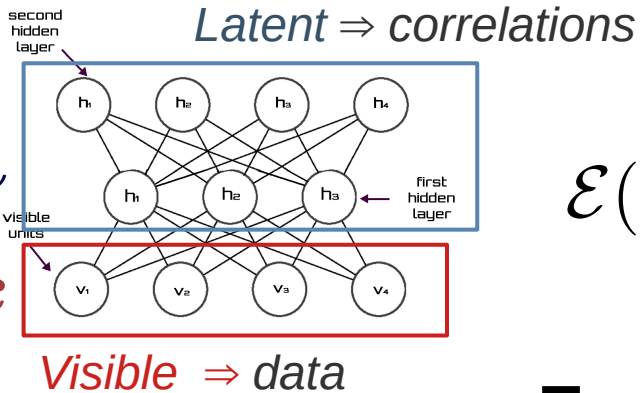 second
hidden
layer
Latent ⇒ correlations
h₁ h₂ h₃ h₄
h₁ h₂ h₃
first
hidden
layer
ℰ(
visible
units
v₁ v₂ v₃ v₄
Visible ⇒ data